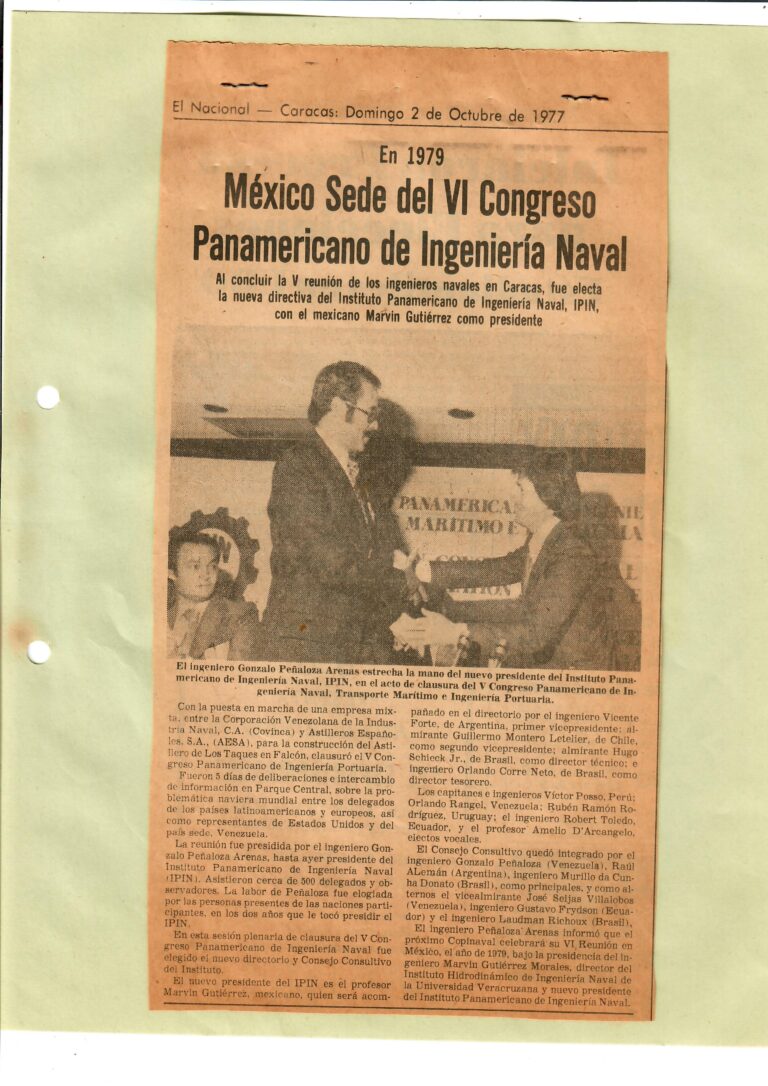 El Nacional — Caracas: Domingo 2 de Octubre de 1977
En 1979
México Sede del VI Congreso
Panamericano de Ingeniería Naval
Al concluir la V reunión de los ingenieros navales en Caracas, fue electa
la nueva directiva del Instituto Panamericano de Ingeniería Naval, IPIN,
con el mexicano Marvin Gutiérrez como presidente
PANAMERICA
MARÍTIMO E
El ingeniero Gonzalo Peñaloza Arenas estrecha la mano del nuevo presidente del Instituto Pana-
mericano de Ingeniería Naval, IPIN, en el acto de clausura del V Congreso Panamericano de In-
geniería Naval, Transporte Marítimo e Ingeniería Portuaria.
Con la puesta en marcha de una empresa mix-
ta, entre la Corporación Venezolana de la Indus-
tria Naval, C.A. (Covinca) y Astilleros Españo-
les, S.A., (AESA), para la construcción del Asti-
llero de Los Taques en Falcón, clausuró el V Con-
greso Panamericano de Ingeniería Portuaria.
Fueron 5 días de deliberaciones e intercambio
de información en Parque Central, sobre la pro-
blemática naviera mundial entre los delegados
de los países latinoamericanos y europeos, así
como representantes de Estados Unidos y del
país sede, Venezuela.
La reunión fue presidida por el ingeniero Gon-
zalo Peñaloza Arenas, hasta ayer presidente del
Instituto Panamericano de Ingeniería Naval
(IPIN). Asistieron cerca de 500 delegados y ob-
servadores. La labor de Peñaloza fue elogiada
por las personas presentes de las naciones parti-
cipantes, en los dos años que le tocó presidir el
IPIN.
En esta sesión plenaria de clausura del V Con-
greso Panamericano de Ingeniería Naval fue
elegido el nuevo directorio y Consejo Consultivo
del Instituto.
El nuevo presidente del IPIN es el profesor
Marvin Gutiérrez, mexicano, quien será acom-
pañado en el directorio por el ingeniero Vicente
Forte, de Argentina, primer vicepresidente; al-
mirante Guillermo Montero Letelier, de Chile,
como segundo vicepresidente; almirante Hugo
Schieck Jr., de Brasil, como director técnico; e
ingeniero Orlando Corre Neto, de Brasil, como
director tesorero.
Los capitanes e ingenieros Víctor Posso, Perú;
Orlando Rangel, Venezuela; Rubén Ramón Ro-
dríguez, Uruguay; el ingeniero Robert Toledo,
Ecuador, y el profesor Amelio D'Arcangelo,
electos vocales.
El Consejo Consultivo quedó integrado por el
ingeniero Gonzalo Peñaloza (Venezuela), Raúl
ALemán (Argentina), ingeniero Murillo da Cun-
ha Donato (Brasil), como principales, y como al-
ternos el vicealmirante José Seijas Villalobos
(Venezuela), ingeniero Gustavo Frydson (Ecua-
dor) y el ingeniero Laudman Richoux (Brasil),
El ingeniero Peñaloza Arenas informó que el
próximo Copinaval celebrará su VI Reunión en
México, el año de 1979, bajo la presidencia del in-
geniero Marvin Gutiérrez Morales, director del
Instituto Hidrodinámico de Ingeniería Naval de
la Universidad Veracruzana y nuevo presidente
del Instituto Panamericano de Ingeniería Naval.